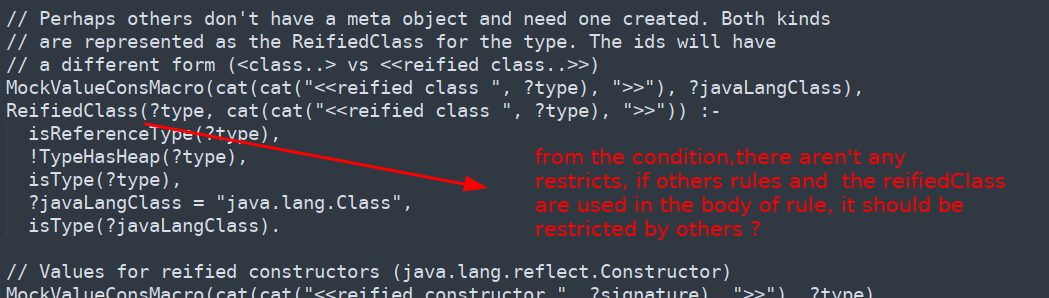 // Perhaps others don't have a meta object and need one created. Both kinds
// are represented as the ReifiedClass for the type. The ids will have
// a different form (<class..> vs <<reified class..>>)
MockValueConsMacro(cat(cat("<<reified class ", ?type), ">>"), ?javaLangClass),
ReifiedClass(?type, cat(cat("<<reified class ", ?type), ">>")) :-
isReferenceType(?type),
!TypeHasHeap(?type),
isType(?type),
?javaLangClass = "java.lang.Class",
isType(?javaLangClass).
from the condition,there aren't any
restricts, if others rules and the reifiedClass
are used in the body of rule, it should be
restricted by others ?
// Values for reified constructors (java.lang.reflect.Constructor)
MockValueConsMacro(cat(cat("<<reified constructor ", ?signature), ">>"), ?type)